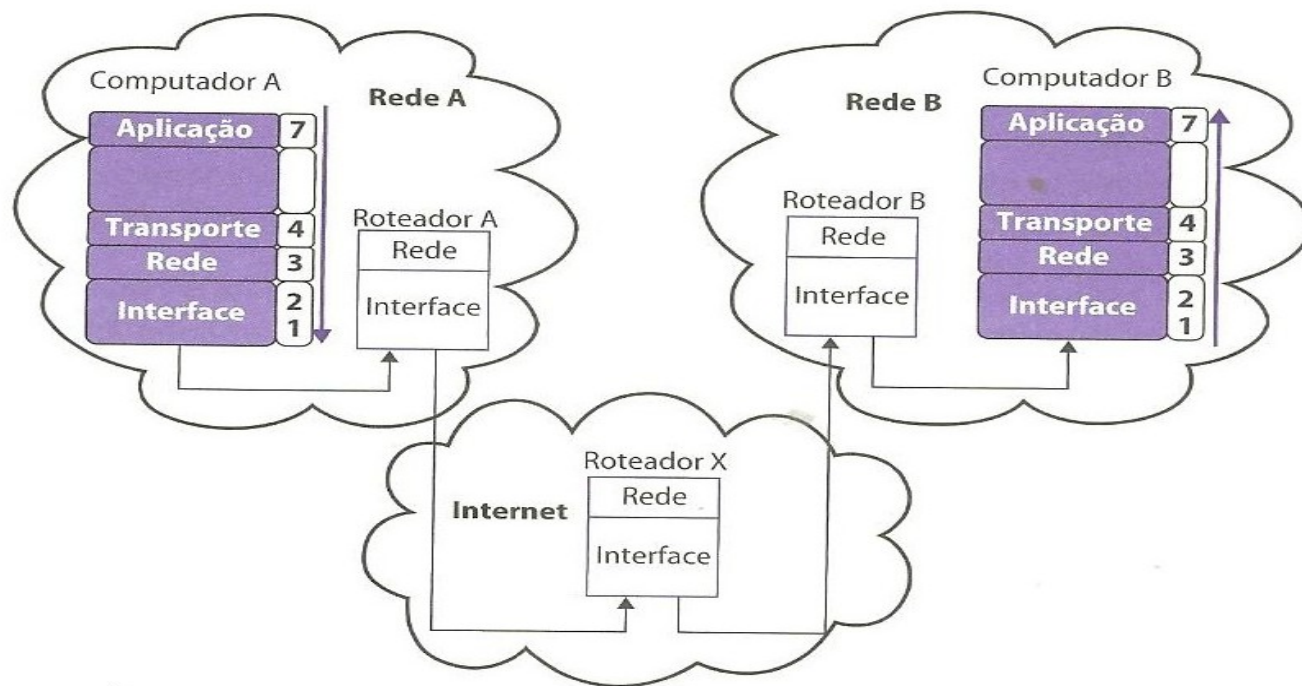 Computador A
Rede A
Aplicação 7
Transporte 4
Rede 3
Interface 2
1
Roteador A
Rede
Interface
Rede B
Computador B
Aplicação 7
Transporte 4
Rede 3
Interface 2
1
Roteador B
Rede
Interface
Internet
Roteador X
Rede
Interface